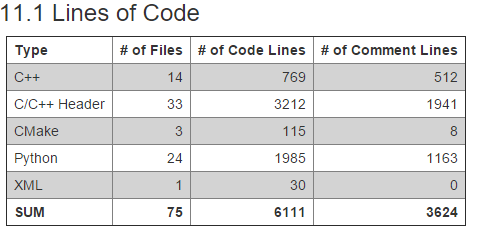 11.1 Lines of Code
Type # of Files # of Code Lines # of Comment Lines
C++ 14 769 512
C/C++ Header 33 3212 1941
CMake 3 115 8
Python 24 1985 1163
XML 1 30 0
SUM 75 6111 3624